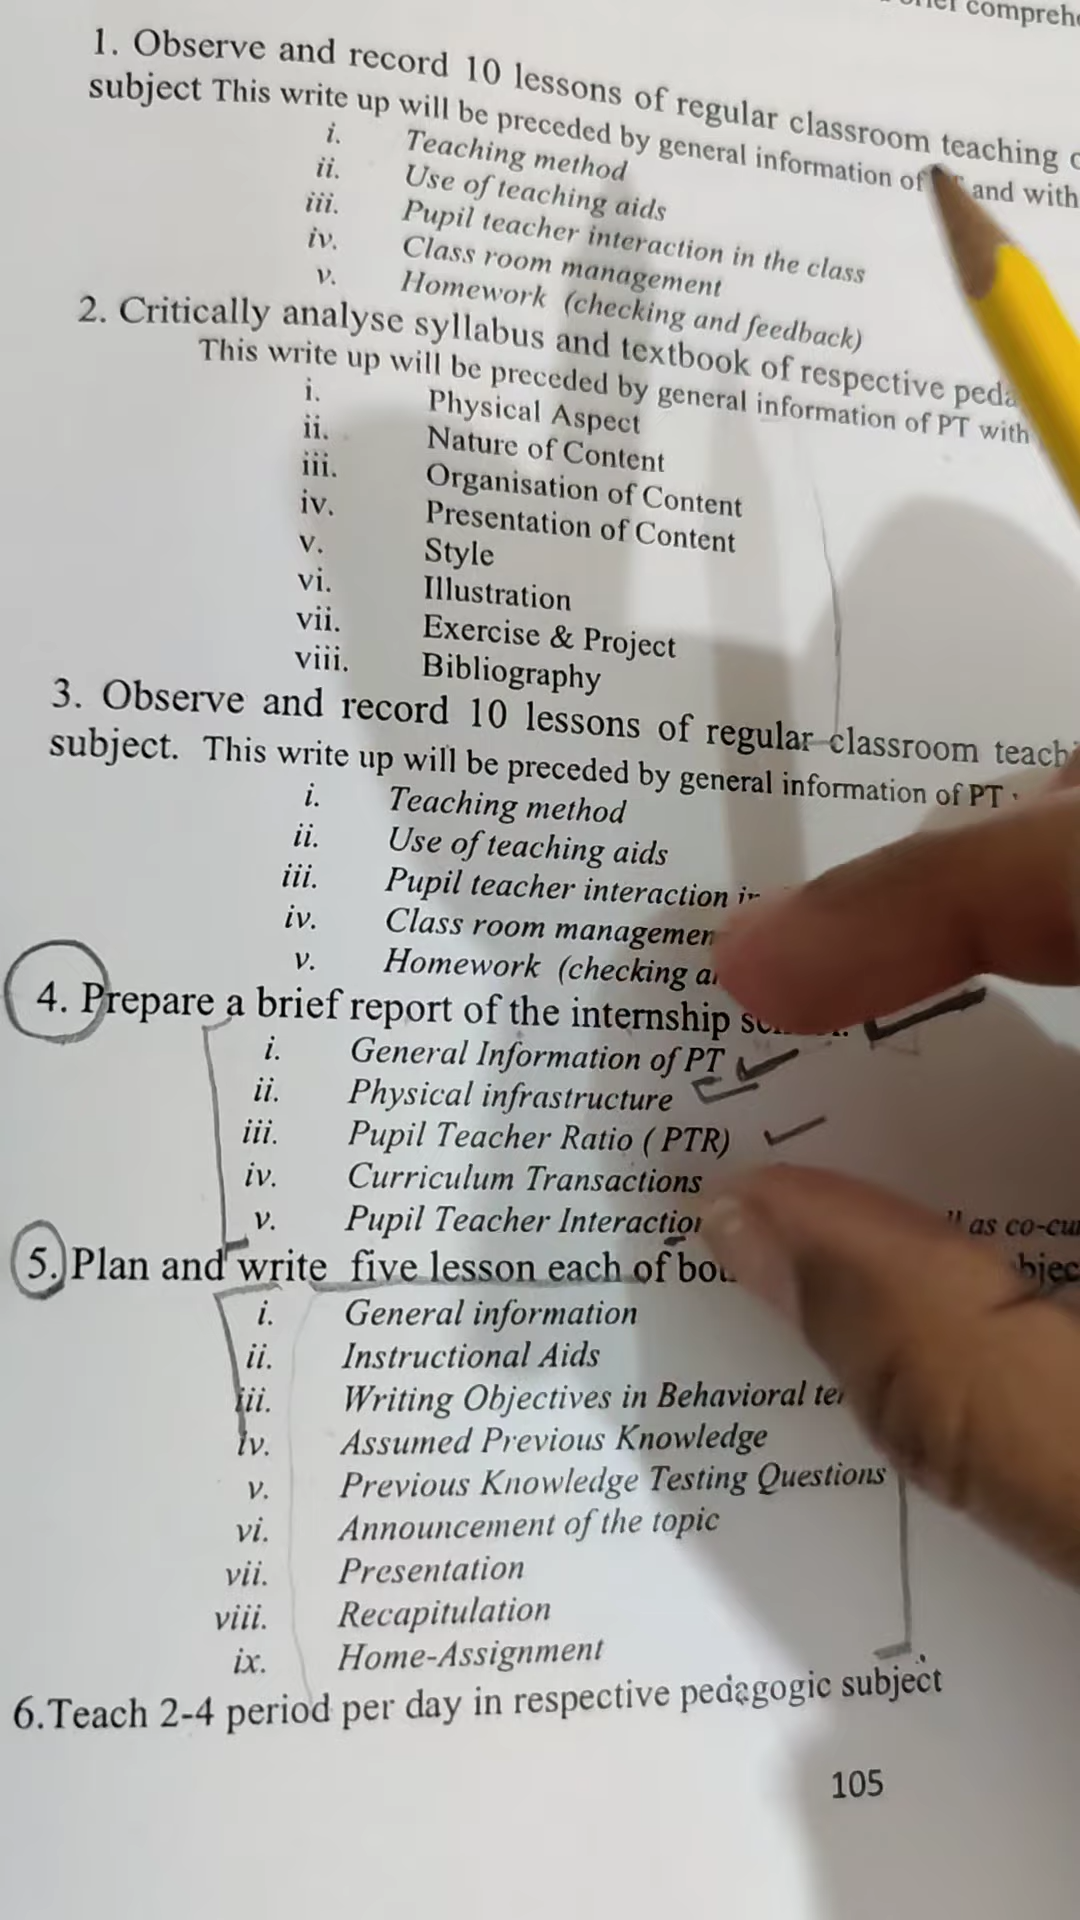 comprehe
1. Observe and record 10 lessons of regular classroom teaching
subject This write up will be preceded by general information of and with
i. Teaching method
ii. Use of teaching aids
iii. Pupil teacher interaction in the class
iv. Class room management
v. Homework (checking and feedback)
2. Critically analyse syllabus and textbook of respective peda
This write up will be preceded by general information of PT with
i. Physical Aspect
ii. Nature of Content
iii. Organisation of Content
iv. Presentation of Content
v. Style
vi. Illustration
vii. Exercise & Project
viii. Bibliography
3. Observe and record 10 lessons of regular classroom teach
subject. This write up will be preceded by general information of PT
i. Teaching method
ii. Use of teaching aids
iii. Pupil teacher interaction
iv. Class room managemen
v. Homework (checking
4. Prepare a brief report of the internship
i. General Information of PT
ii. Physical infrastructure
iii. Pupil Teacher Ratio ( PTR)
iv. Curriculum Transactions
v. Pupil Teacher Interaction as co-cu
5. Plan and write five lesson each of bjec
i. General information
ii. Instructional Aids
iii. Writing Objectives in Behavioral
iv. Assumed Previous Knowledge
v. Previous Knowledge Testing Questions
vi. Announcement of the topic
vii. Presentation
viii. Recapitulation
ix. Home-Assignment
6.Teach 2-4 period per day in respective pedagogic subject
105